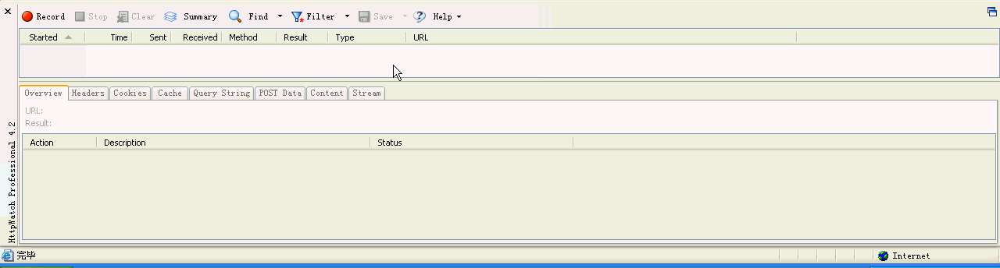 Record Stop Clear Summary Find Filter Save Help
Started Time Sent Received Method Result Type URL
Overview Headers Cookies Cache Query String POST Data Content Stream
URL:
Result:
Action Description Status
HttpWatch Professional 4.2
完毕 Internet